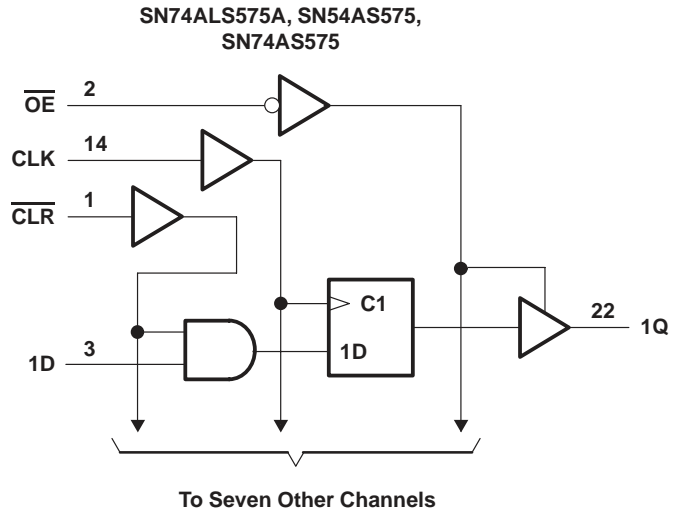 SN74ALS575A, SN54AS575,
SN74AS575
OE 2
CLK 14
CLR 1
C1
22
1Q
1D 3
1D
To Seven Other Channels